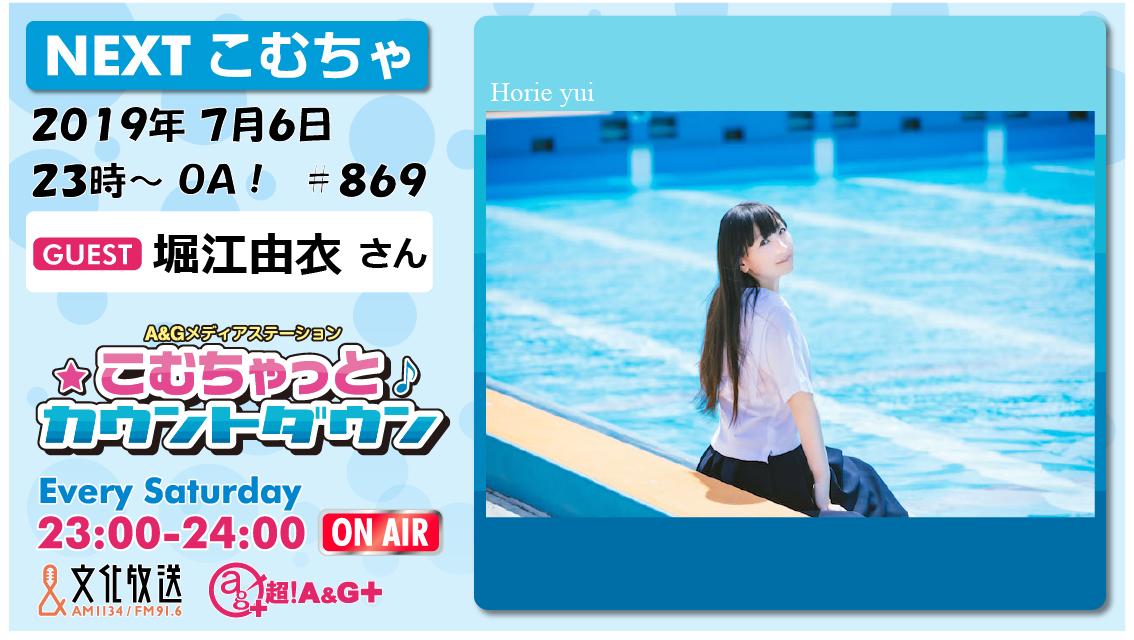 NEXT こむちゃ
2019年 7月6日
23時～ OA！ ＃869
GUEST 堀江由衣 さん
A&Gメディアステーション
★こむちゃっと♪
カウントダウン
Every Saturday
23:00-24:00 ON AIR
文化放送
AM1134/FM91.6
ag+ 超!A&G+
Horie yui